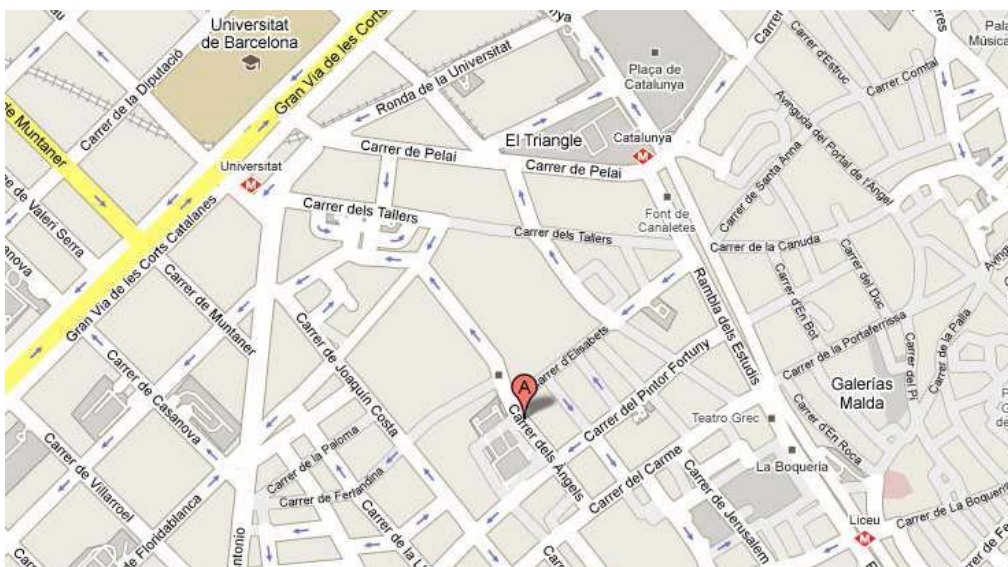 Universitat
de Barcelona
Carrer de la Diputació
Gran Via de les Corts Catalanes
Ronda de la Universitat
Plaça de
Catalunya
Carrer
Carrer d'Estruc
Carrer Comtal
Avinguda del Portal de l'Àngel
de Muntaner
El Triangle
Catalunya
M
Carrer de Pelai
Carrer de Pelai
Universitat
M
Carrer de Santa Anna
Carrer dels Tallers
Carrer dels Tallers
Font de
Canaletes
Carrer de la Canuda
de Valeri Serra
Gran Via de les Corts Catalanes
Carrer de Muntaner
Rambla dels Estudis
Carrer d'En Bot
Carrer del Duc
Carrer de la Portaferrissa
Carrer de la Palla
Carrer del Pi
Carrer de Joaquín Costa
Carrer d'Elisabets
Carrer del Pintor Fortuny
Carrer de Casanova
A
Galerías
Malda
Teatro Grec
Carrer d'En Roca
Carrer dels Àngels
Carrer de la Paloma
Carrer de Ferlandina
Carrer del Carme
La Boqueria
Carrer de Villarroel
de Floridablanca
Carrer de Jerusalem
Liceu
M
Carrer de La Boqueria
Antonio
Carrer de la